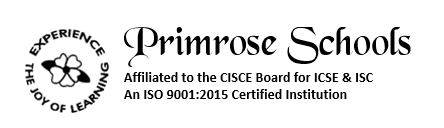 EXPERIENCE
THE JOY OF LEARNING
Primrose Schools
Affiliated to the CISCE Board for ICSE & ISC
An ISO 9001:2015 Certified Institution